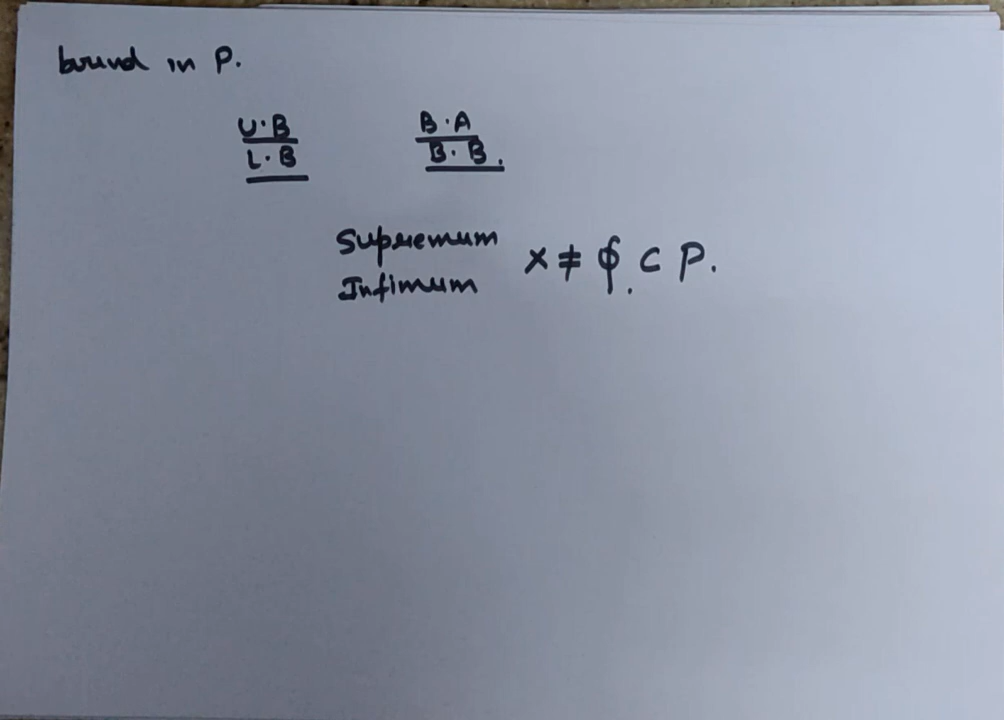 bound in P.
U·B B·A
L·B B·B.
Supremum
Infimum
X ≠ ϕ ⊂ P.